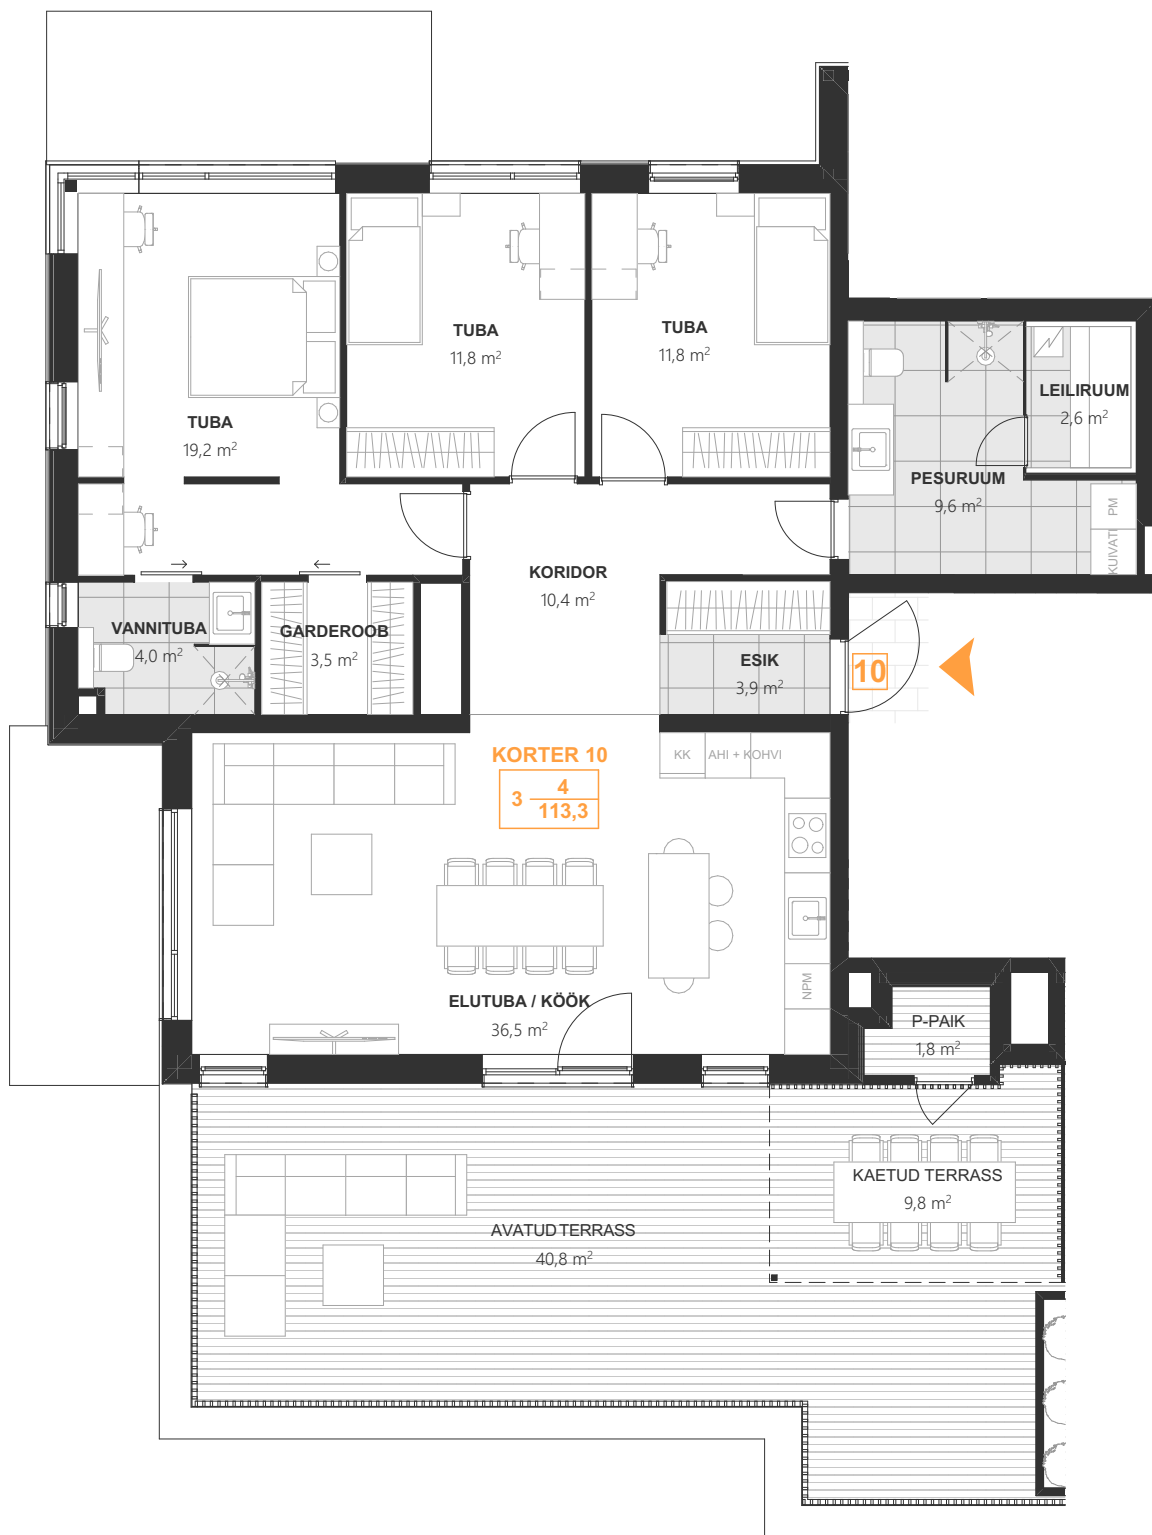 TUBA
11,8 m²
TUBA
11,8 m²
TUBA
19,2 m²
LEILIRUUM
2,6 m²
PESURUUM
9,6 m²
PM
KUIVATI
KORIDOR
10,4 m²
VANNITUBA
4,0 m²
GARDEROOB
3,5 m²
ESIK
3,9 m²
10
KORTER 10
3 4
113,3
KK
AHI + KOHVI
NPM
ELUTUBA / KÖÖK
36,5 m²
P-PAIK
1,8 m²
KAETUD TERRASS
9,8 m²
AVATUD TERRASS
40,8 m²